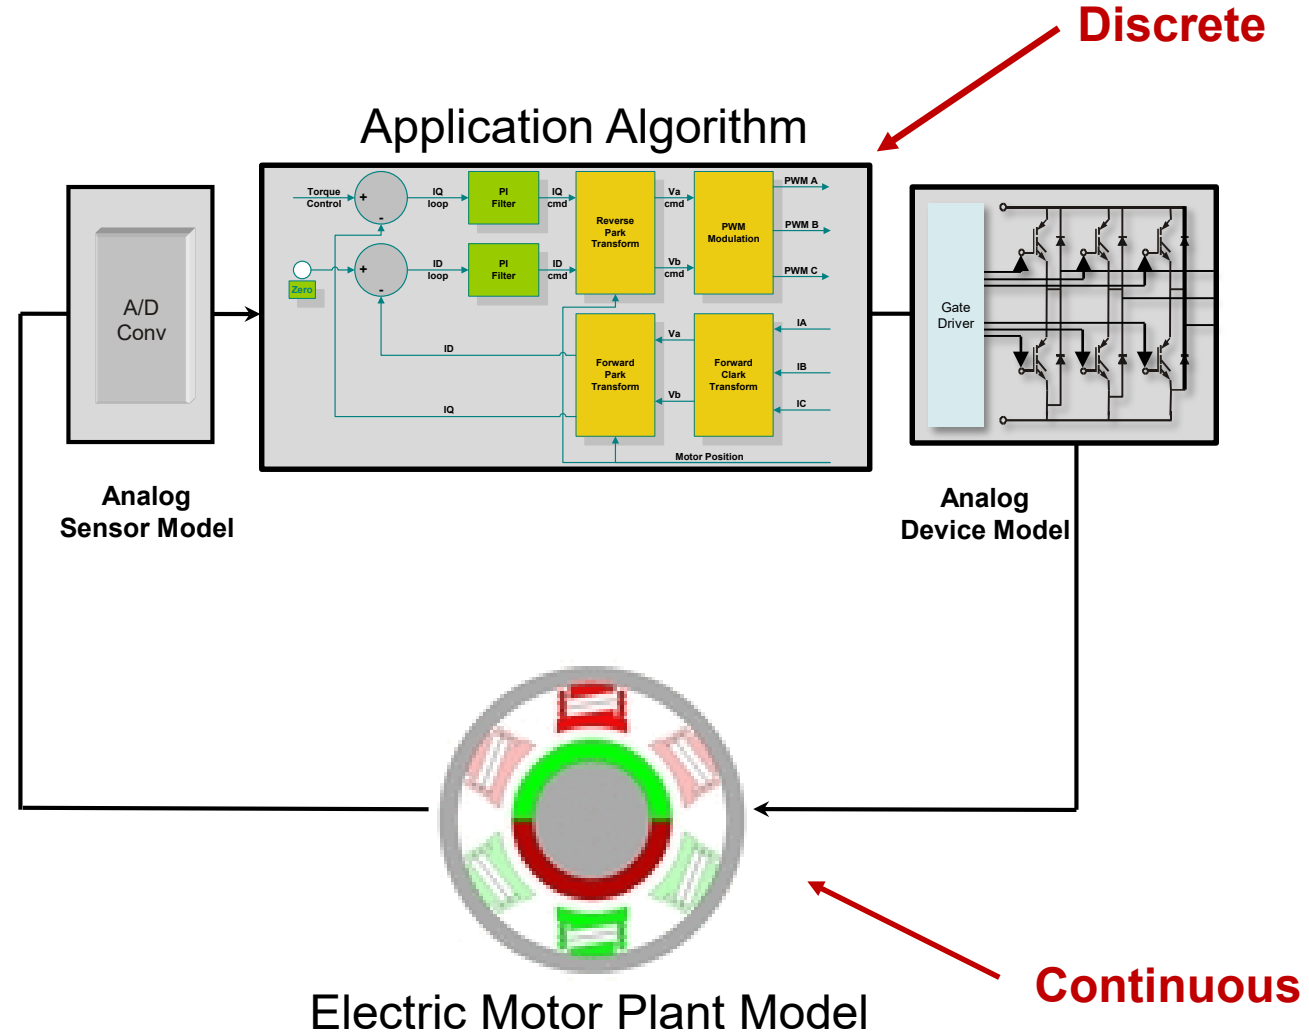 Discrete
Application Algorithm
Torque
Control
+
-
IQ
loop
PI
Filter
IQ
cmd
Reverse
Park
Transform
Va
cmd
Vb
cmd
PWM
Modulation
PWM A
PWM B
PWM C
Zero
+
-
ID
loop
PI
Filter
ID
cmd
ID
IQ
Forward
Park
Transform
Va
Vb
Forward
Clark
Transform
IA
IB
IC
Motor Position
A/D
Conv
Gate
Driver
Analog
Sensor Model
Analog
Device Model
Continuous
Electric Motor Plant Model